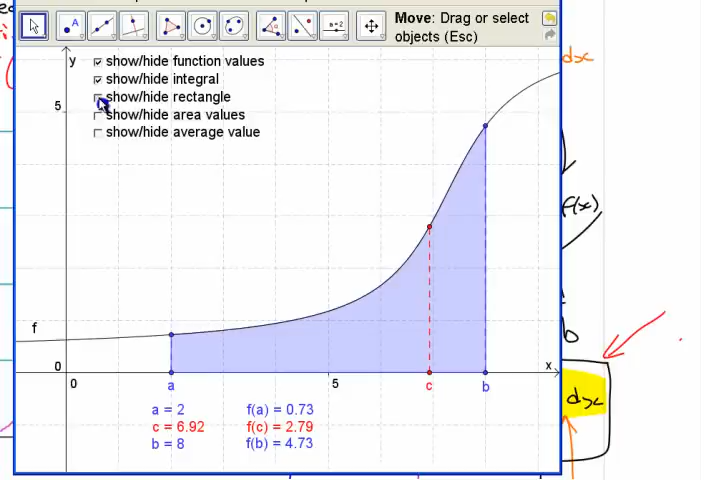 Move: Drag or select
objects (Esc)
A
a=2
dx
y
show/hide function values
show/hide integral
show/hide rectangle
show/hide area values
show/hide average value
5
f(x)
f
b
0
x
0
5
a
c
b
dx
a = 2
f(a) = 0.73
c = 6.92
f(c) = 2.79
b = 8
f(b) = 4.73